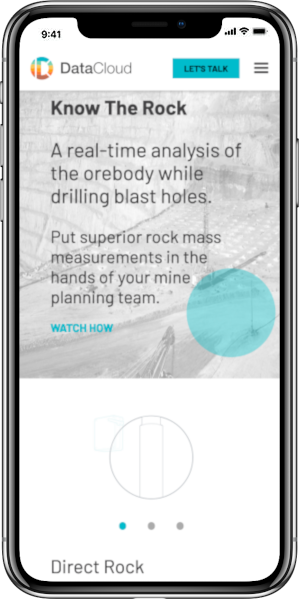 9:41
DataCloud
LET'S TALK
Know The Rock
A real-time analysis of
the orebody while
drilling blast holes.
Put superior rock mass
measurements in the
hands of your mine
planning team.
WATCH HOW
Direct Rock